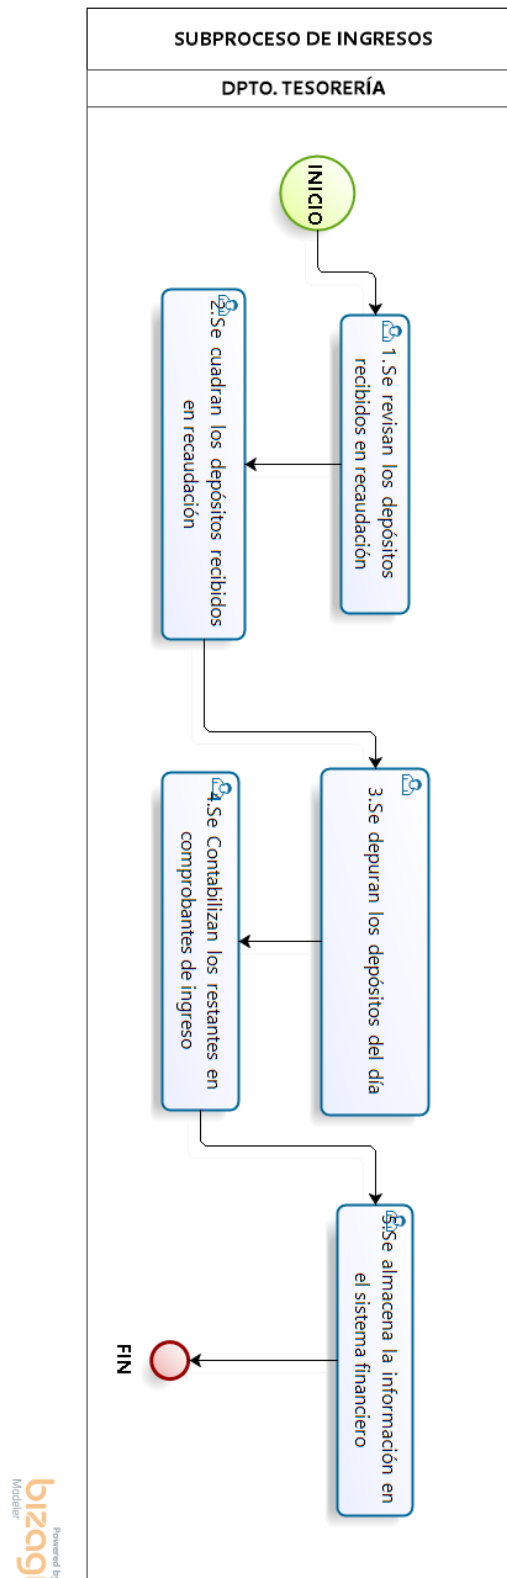 SUBPROCESO DE INGRESOS
DPTO. TESORERÍA
INICIO
1.Se revisan los depósitos
recibidos en recaudación
2.Se cuadran los depósitos recibidos
en recaudación
3.Se depuran los depósitos del día
4.Se Contabilizan los restantes en
comprobantes de ingreso
5.Se almacena la información en
el sistema financiero
FIN
Powered by
bizagi
Modeler